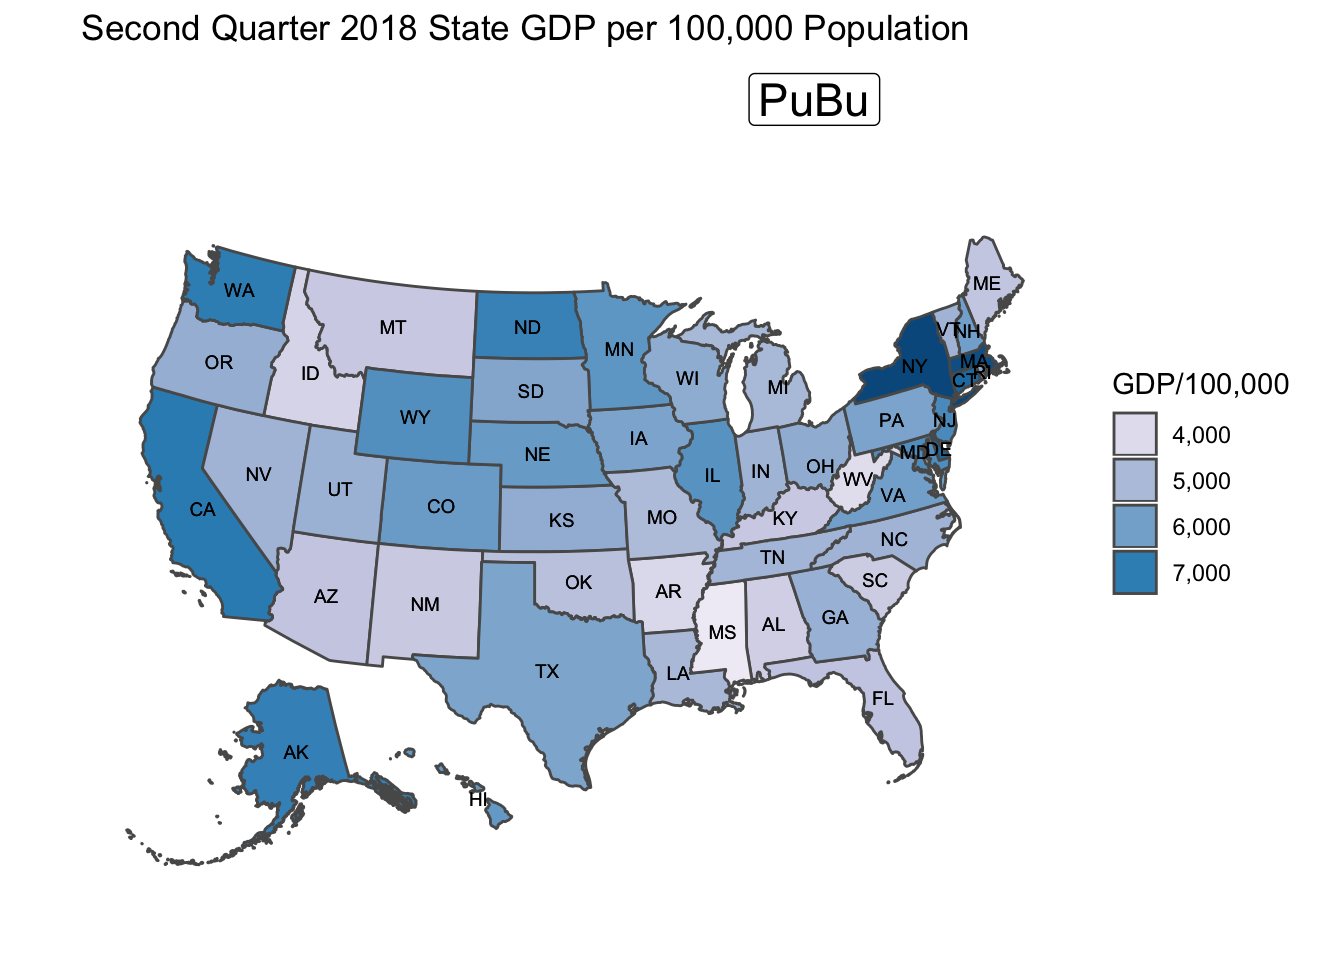 Second Quarter 2018 State GDP per 100,000 Population
PuBu
ME
WA
MT
ND
VT
NH
MN
OR
MA
NY
ID
RI
WI
CT
MI
SD
WY
PA
NJ
IA
MD
DE
NE
OH
IL
IN
NV
WV
UT
VA
CA
CO
MO
KY
KS
NC
TN
OK
SC
AR
AZ
NM
GA
AL
MS
TX
LA
FL
AK
HI
GDP/100,000
4,000
5,000
6,000
7,000